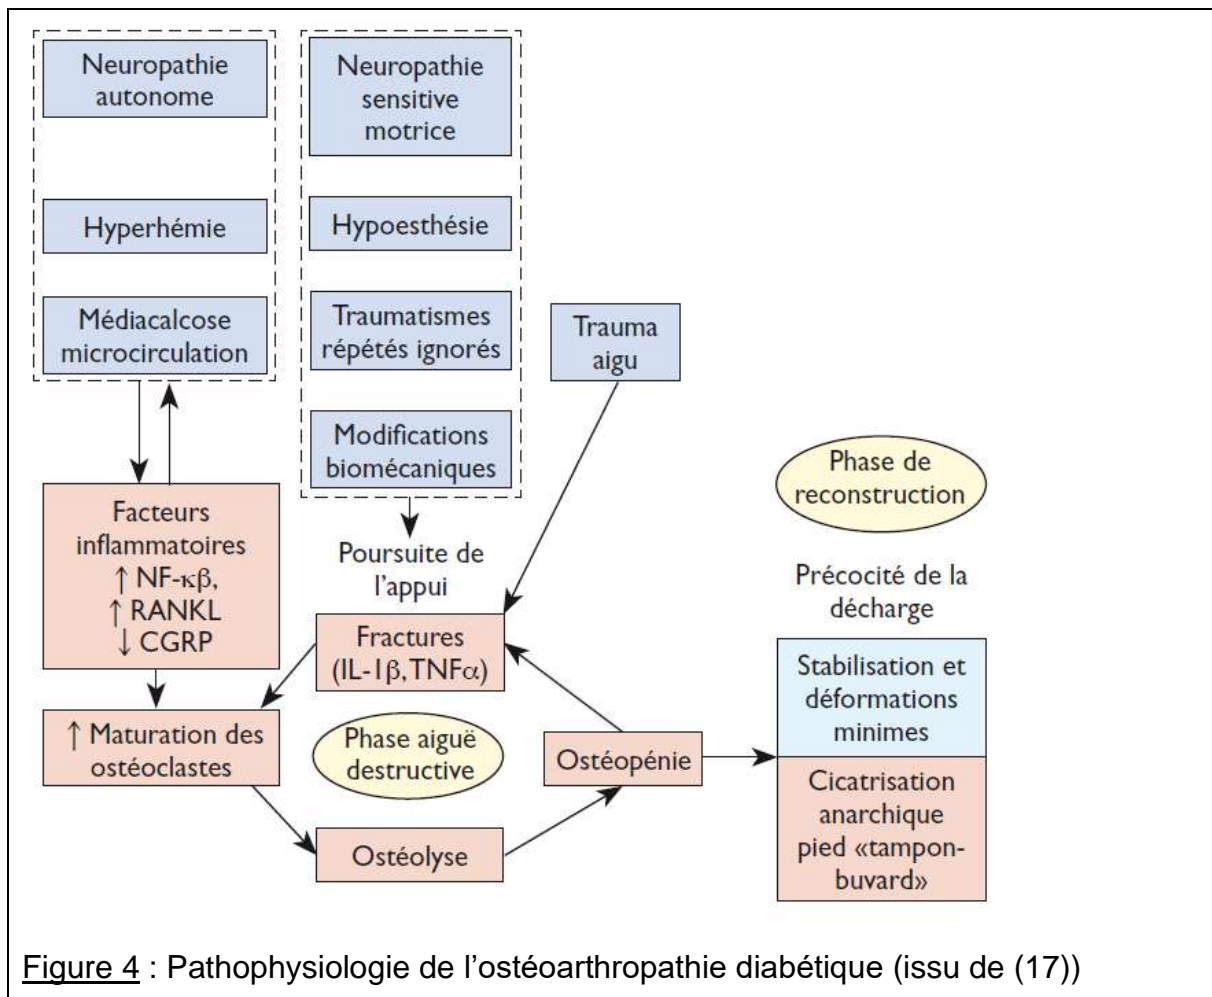 Neuropathie
autonome
Hyperhémie
Médiacalcose
microcirculation
Neuropathie
sensitive
motrice
Hypoesthésie
Traumatismes
répétés ignorés
Modifications
biomécaniques
Trauma
aigu
Facteurs
inflammatoires
↑ NF-κβ,
↑ RANKL
↓ CGRP
Poursuite de
l'appui
Fractures
(IL-1β,TNFα)
↑ Maturation des
ostéoclastes
Phase aiguë
destructive
Ostéolyse
Ostéopénie
Phase de
reconstruction
Précocité de la
décharge
Stabilisation et
déformations
minimes
Cicatrisation
anarchique
pied «tampon-
buvard»
Figure 4 : Pathophysiologie de l'ostéoarthropathie diabétique (issu de (17))